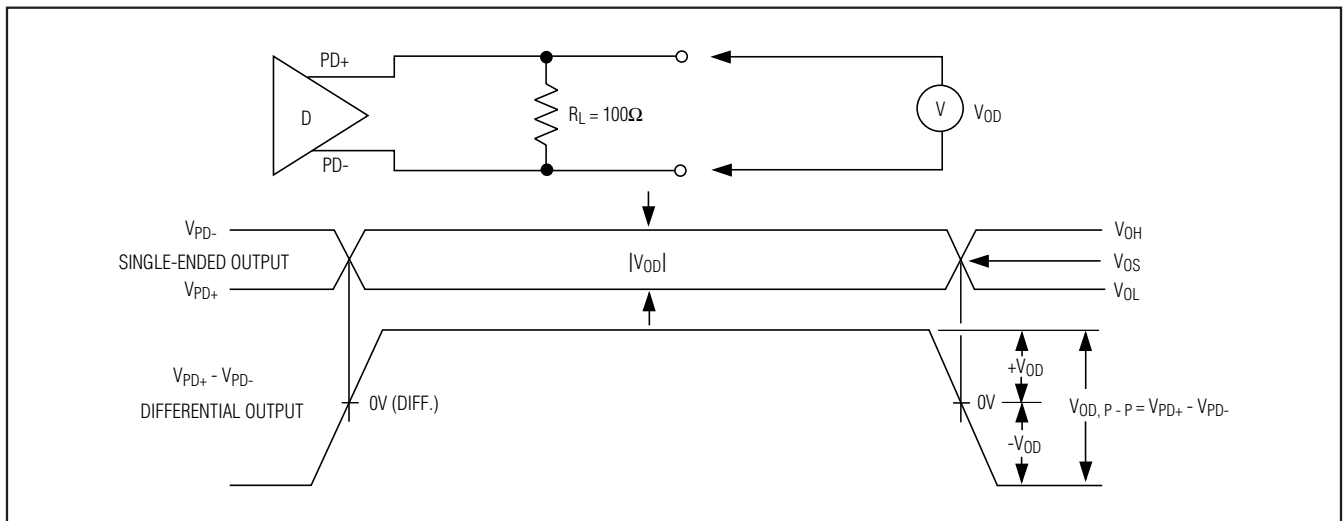 PD+
D
PD-
R_L = 100Ω
V
V_OD
V_PD-
SINGLE-ENDED OUTPUT
V_PD+
|V_OD|
V_OH
V_OS
V_OL
V_PD+ - V_PD-
DIFFERENTIAL OUTPUT
0V (DIFF.)
0V
+V_OD
-V_OD
V_OD, P - P = V_PD+ - V_PD-